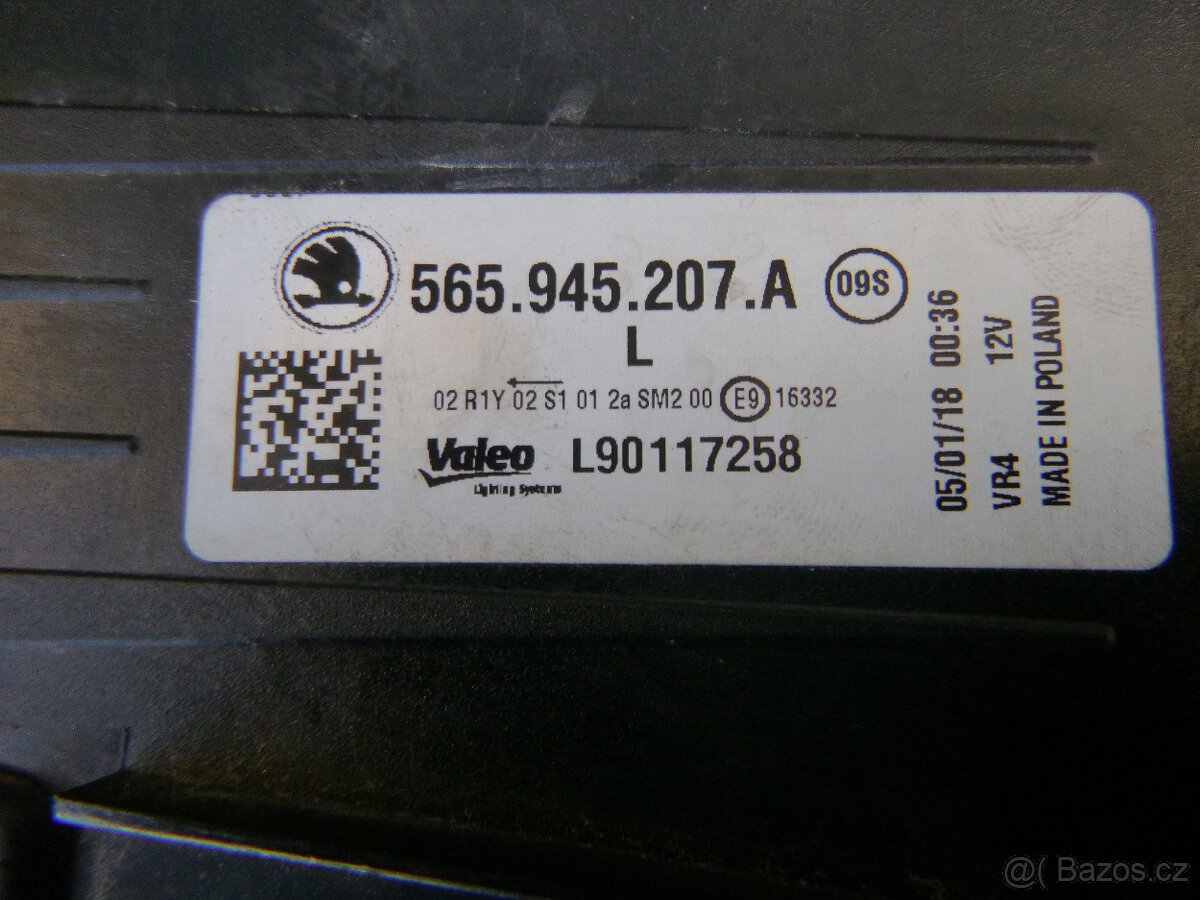 565.945.207.A 09S
L
02 R1Y 02 S1 01 2a SM2 00 E9 16332
Valeo L90117258
Lighting Systems
05/01/18 00:36
VR4 12V
MADE IN POLAND
@( Bazos.cz